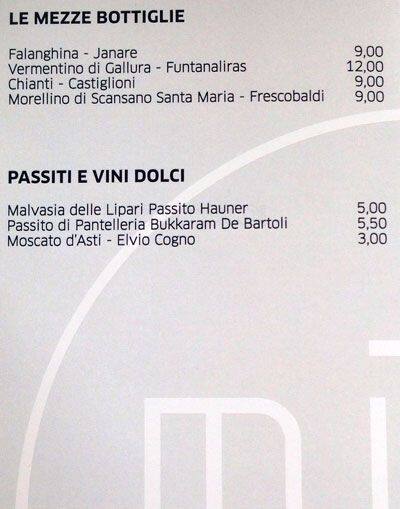 LE MEZZE BOTTIGLIE
Falanghina - Janare 9,00
Vermentino di Gallura - Funtanaliras 12,00
Chianti - Castiglioni 9,00
Morellino di Scansano Santa Maria - Frescobaldi 9,00
PASSITI E VINI DOLCI
Malvasia delle Lipari Passito Hauner 5,00
Passito di Pantelleria Bukkaram De Bartoli 5,50
Moscato d'Asti - Elvio Cogno 3,00